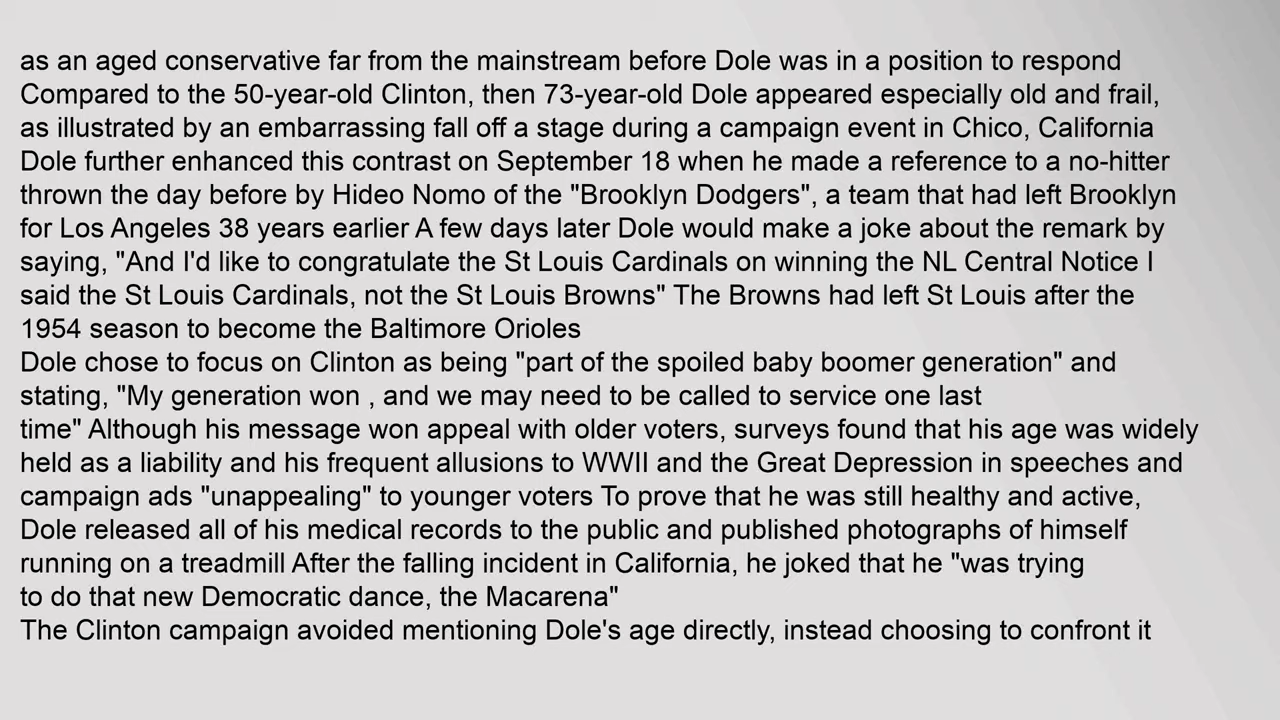 as an aged conservative far from the mainstream before Dole was in a position to respond
Compared to the 50-year-old Clinton, then 73-year-old Dole appeared especially old and frail,
as illustrated by an embarrassing fall off a stage during a campaign event in Chico, California
Dole further enhanced this contrast on September 18 when he made a reference to a no-hitter
thrown the day before by Hideo Nomo of the "Brooklyn Dodgers", a team that had left Brooklyn
for Los Angeles 38 years earlier A few days later Dole would make a joke about the remark by
saying, "And I'd like to congratulate the St Louis Cardinals on winning the NL Central Notice I
said the St Louis Cardinals, not the St Louis Browns" The Browns had left St Louis after the
1954 season to become the Baltimore Orioles
Dole chose to focus on Clinton as being "part of the spoiled baby boomer generation" and
stating, "My generation won , and we may need to be called to service one last
time" Although his message won appeal with older voters, surveys found that his age was widely
held as a liability and his frequent allusions to WWII and the Great Depression in speeches and
campaign ads "unappealing" to younger voters To prove that he was still healthy and active,
Dole released all of his medical records to the public and published photographs of himself
running on a treadmill After the falling incident in California, he joked that he "was trying
to do that new Democratic dance, the Macarena"
The Clinton campaign avoided mentioning Dole's age directly, instead choosing to confront it